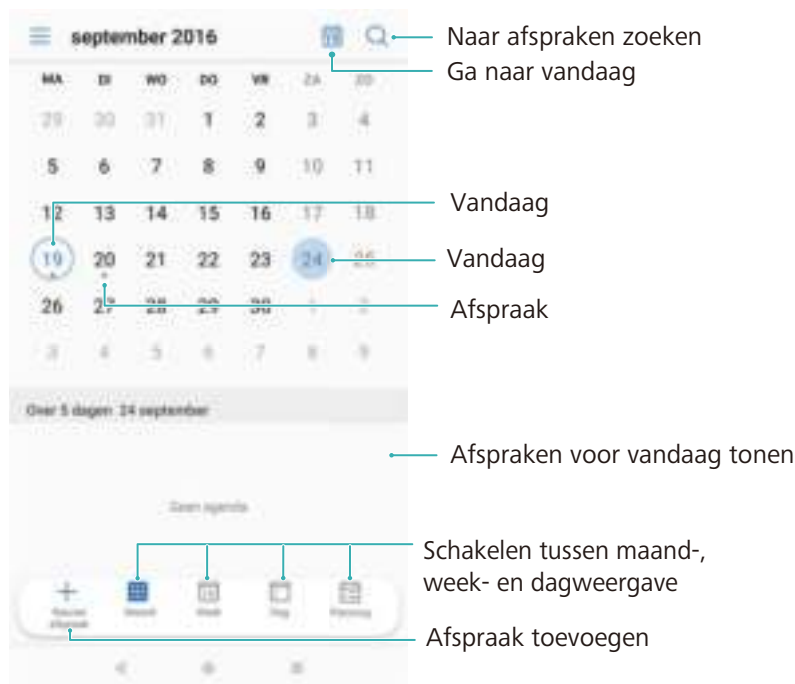 september 2016
Naar afspraken zoeken
Ga naar vandaag
MA DI WO DO VR ZA ZO
29 30 31 1 2 3 4
5 6 7 8 9 10 11
12 13 14 15 16 17 18
Vandaag
19 20 21 22 23 24 25
Vandaag
26 27 28 29 30 1 2
Afspraak
3 4 5 6 7 8 9
Over 5 dagen 24 september
Afspraken voor vandaag tonen
Geen agenda
Schakelen tussen maand-,
week- en dagweergave
Maand Week Dag Planning
Nieuwe
afspraak
Afspraak toevoegen